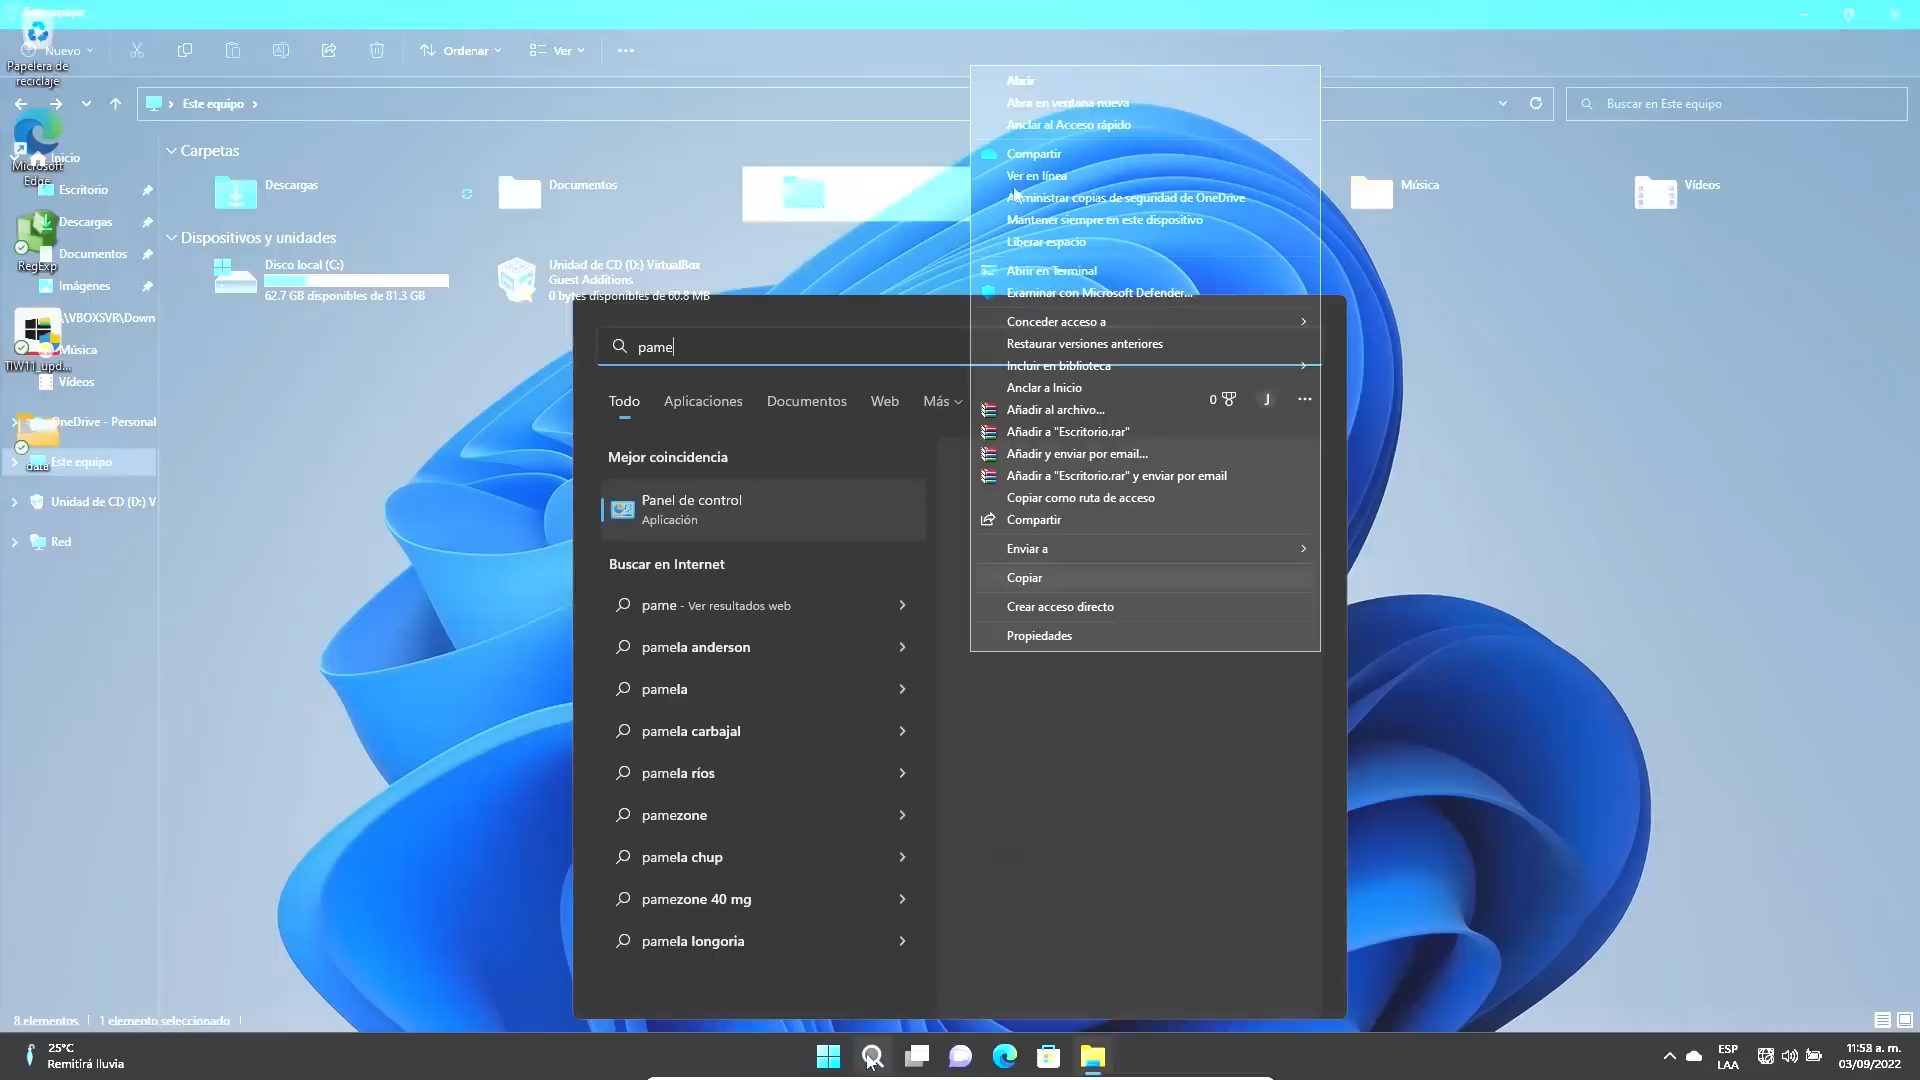 Nuevo
Ordenar
Ver
Papelera de
reciclaje
Este equipo
Buscar en Este equipo
Microsoft
Edge
Inicio
Escritorio
Descargas
RegExp
Documentos
Imágenes
\\VBOXSVR\Down
TIW11_upd...
Música
Vídeos
OneDrive - Personal
data
Este equipo
Unidad de CD (D:) V
Red
Carpetas
Descargas
Documentos
Música
Vídeos
Dispositivos y unidades
Disco local (C:)
62.7 GB disponibles de 81.3 GB
Unidad de CD (D:) VirtualBox
Guest Additions
0 bytes disponibles de 60.8 MB
Abrir
Abrir en ventana nueva
Anclar al Acceso rápido
Compartir
Ver en línea
Administrar copias de seguridad de OneDrive
Mantener siempre en este dispositivo
Liberar espacio
Abrir en Terminal
Examinar con Microsoft Defender...
Conceder acceso a
Restaurar versiones anteriores
Incluir en biblioteca
Anclar a Inicio
Añadir al archivo...
Añadir a "Escritorio.rar"
Añadir y enviar por email...
Añadir a "Escritorio.rar" y enviar por email
Copiar como ruta de acceso
Compartir
Enviar a
Copiar
Crear acceso directo
Propiedades
pame
Todo Aplicaciones Documentos Web Más
0
J
Mejor coincidencia
Panel de control
Aplicación
Buscar en Internet
pame - Ver resultados web
pamela anderson
pamela
pamela carbajal
pamela ríos
pamezone
pamela chup
pamezone 40 mg
pamela longoria
8 elementos
1 elemento seleccionado
25°C
Remitirá lluvia
ESP
LAA
11:53 a. m.
03/09/2022